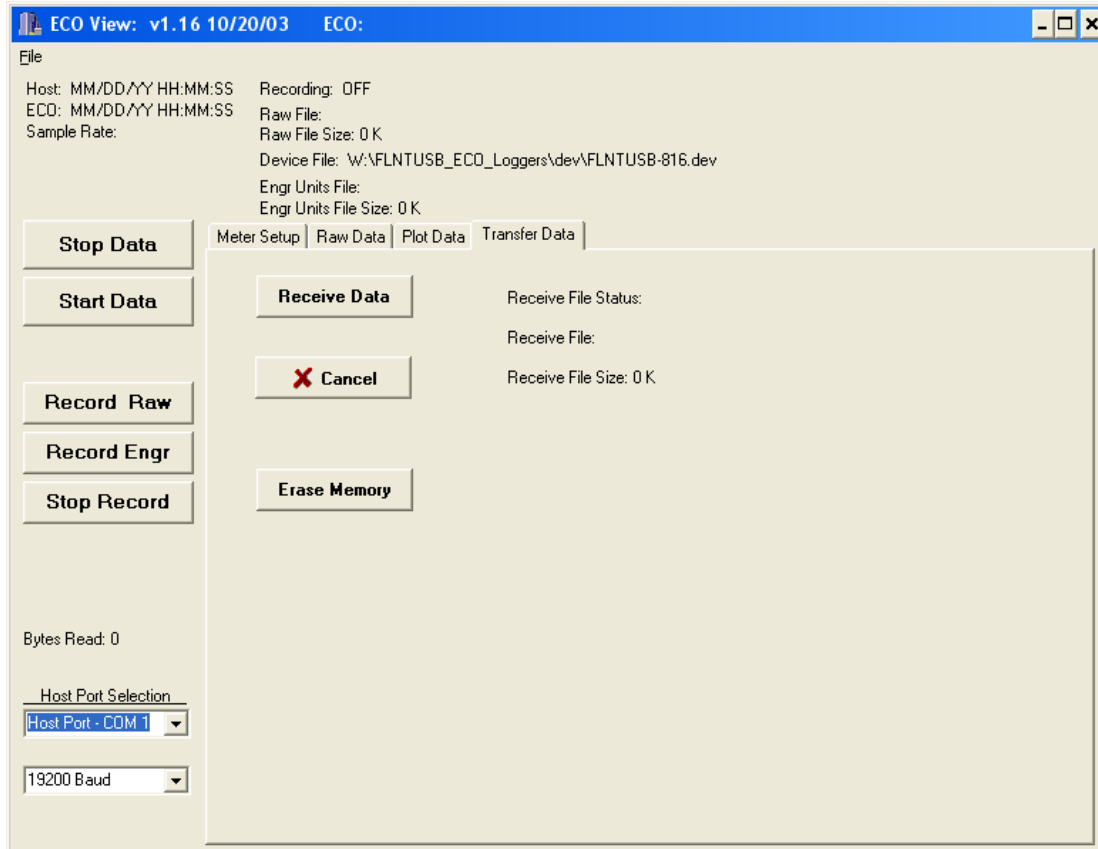 ECO View: v1.16 10/20/03 ECO:
File
Host: MM/DD/YY HH:MM:SS
ECO: MM/DD/YY HH:MM:SS
Sample Rate:
Recording: OFF
Raw File:
Raw File Size: 0 K
Device File: W:\FLNTUSB_ECO_Loggers\dev\FLNTUSB-816.dev
Engr Units File:
Engr Units File Size: 0 K
Stop Data
Start Data
Record Raw
Record Engr
Stop Record
Bytes Read: 0
Host Port Selection
Host Port - COM 1
19200 Baud
Meter Setup Raw Data Plot Data Transfer Data
Receive Data
Cancel
Erase Memory
Receive File Status:
Receive File:
Receive File Size: 0 K